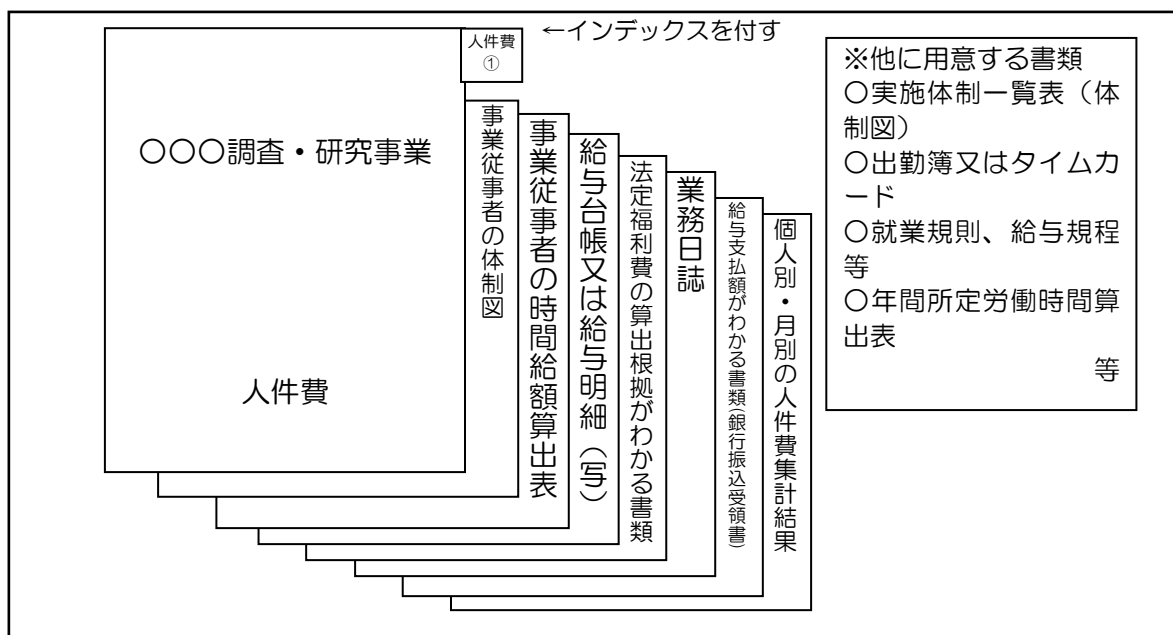 人件費
①
←インデックスを付す
〇〇〇調査・研究事業
人件費
事業従事者の体制図
事業従事者の時間給額算出表
給与台帳又は給与明細（写）
法定福利費の算出根拠がわかる書類
業務日誌
給与支払額がわかる書類(銀行振込受領書)
個人別・月別の人件費集計結果
※他に用意する書類
〇実施体制一覧表（体
制図）
〇出勤簿又はタイムカ
ード
〇就業規則、給与規程
等
〇年間所定労働時間算
出表
等